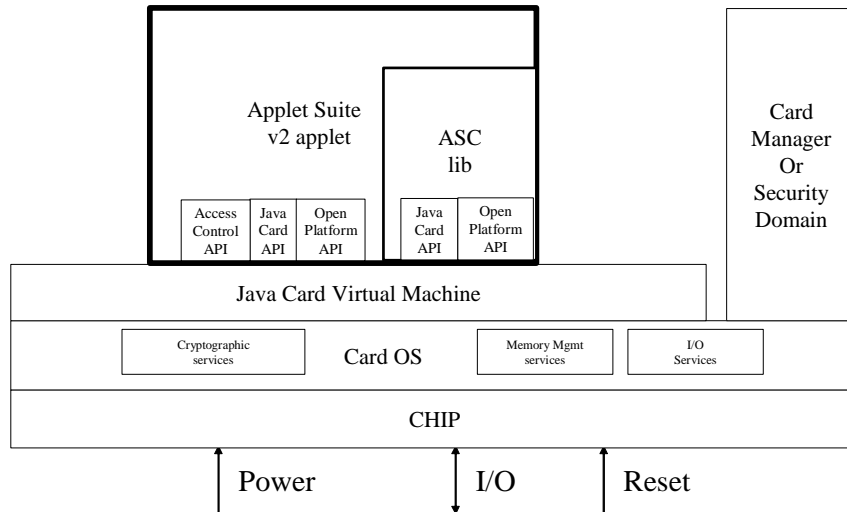 Applet Suite
v2 applet
ASC
lib
Card
Manager
Or
Security
Domain
Access
Control
API
Java
Card
API
Open
Platform
API
Java
Card
API
Open
Platform
API
Java Card Virtual Machine
Cryptographic
services
Card OS
Memory Mgmt
services
I/O
Services
CHIP
Power
I/O
Reset